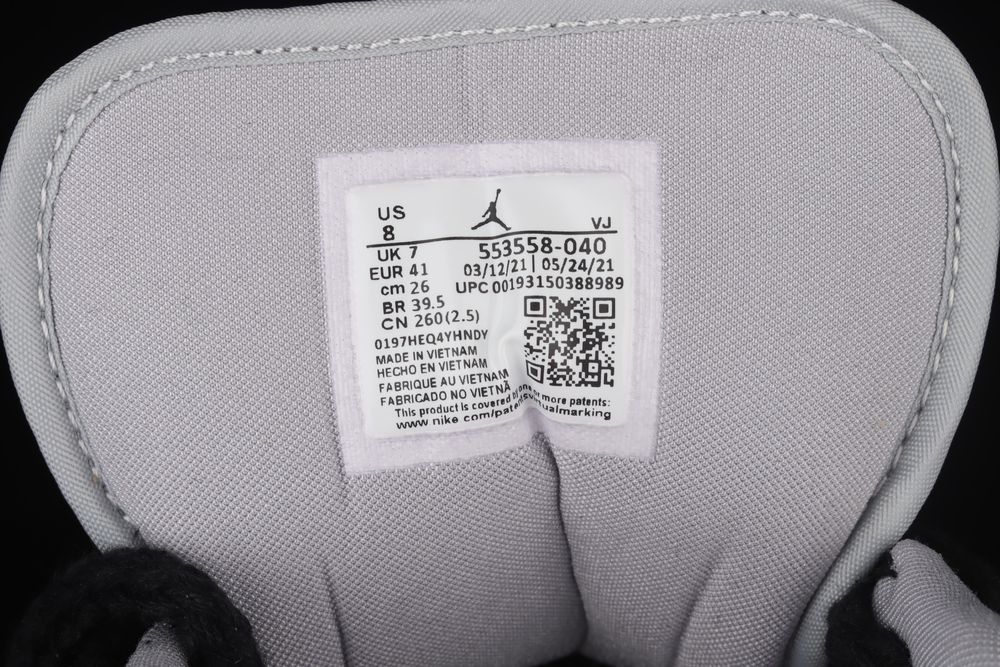 US
8
VJ
UK 7
553558-040
EUR 41
03/12/21 | 05/24/21
cm 26
UPC 00193150388989
BR 39.5
CN 260(2.5)
0197HEQ4YHNDY
MADE IN VIETNAM
HECHO EN VIETNAM
FABRIQUE AU VIETNAM
FABRICADO NO VIETNÃ
This product is covered by one or more patents:
www.nike com/patentsvirtualmarking